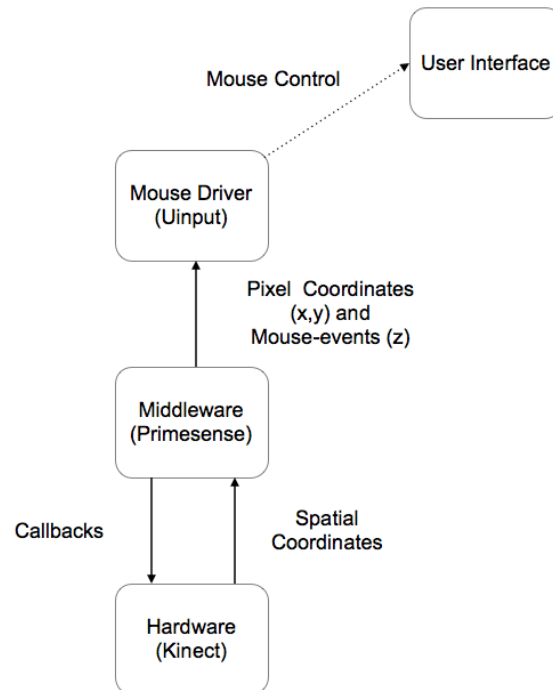 User Interface
Mouse Control
Mouse Driver
(Uinput)
Pixel Coordinates
(x,y) and
Mouse-events (z)
Middleware
(Primesense)
Callbacks
Spatial
Coordinates
Hardware
(Kinect)